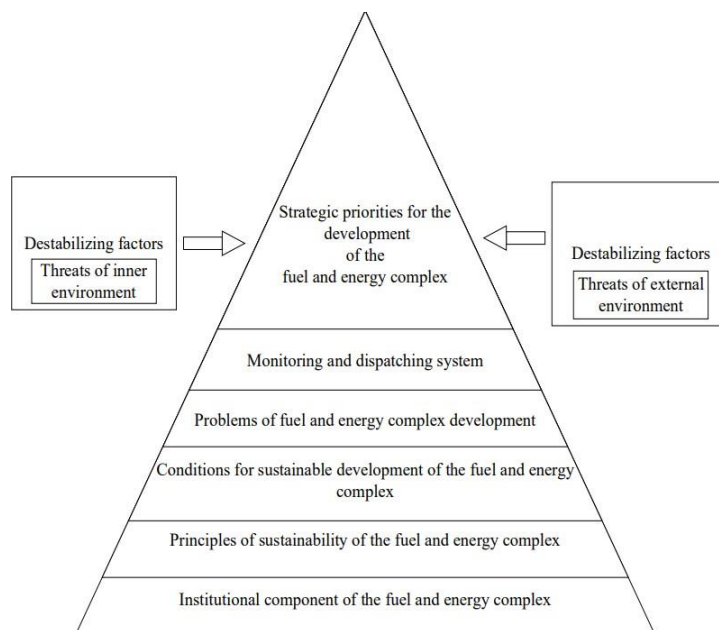 Strategic priorities for the
development
of the
fuel and energy complex
Destabilizing factors
Threats of inner
environment
Destabilizing factors
Threats of external
environment
Monitoring and dispatching system
Problems of fuel and energy complex development
Conditions for sustainable development of the fuel and energy
complex
Principles of sustainability of the fuel and energy complex
Institutional component of the fuel and energy complex